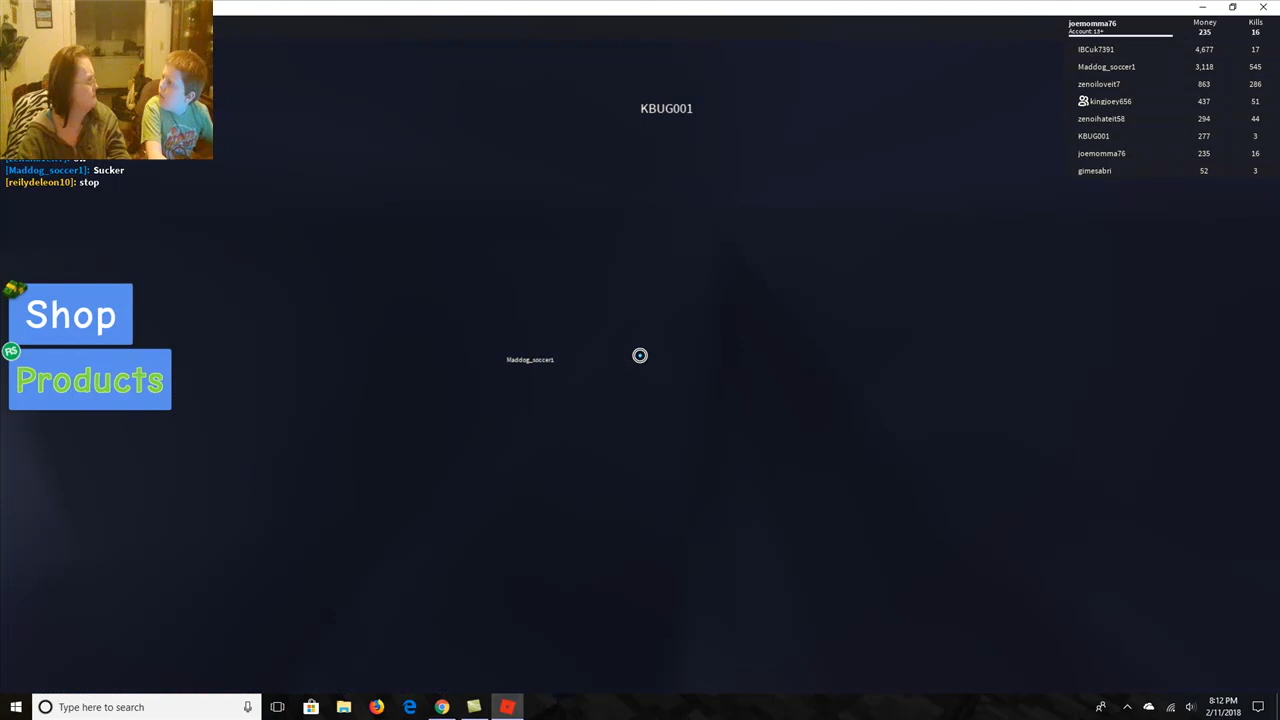 joemomma76 Money Kills
Account: 13+ 235 16
IBCuk7391 4,677 17
Maddog_soccer1 3,118 545
zenoiloveit7 863 286
kingjoey656 437 51
zenoihateit58 294 44
KBUG001 277 3
joemomma76 235 16
gimesabri 52 3
KBUG001
[Maddog_soccer1]: Sucker
[reilydeleon10]: stop
Shop
R$
Products
Maddog_soccer1
Type here to search
8:12 PM
2/11/2018